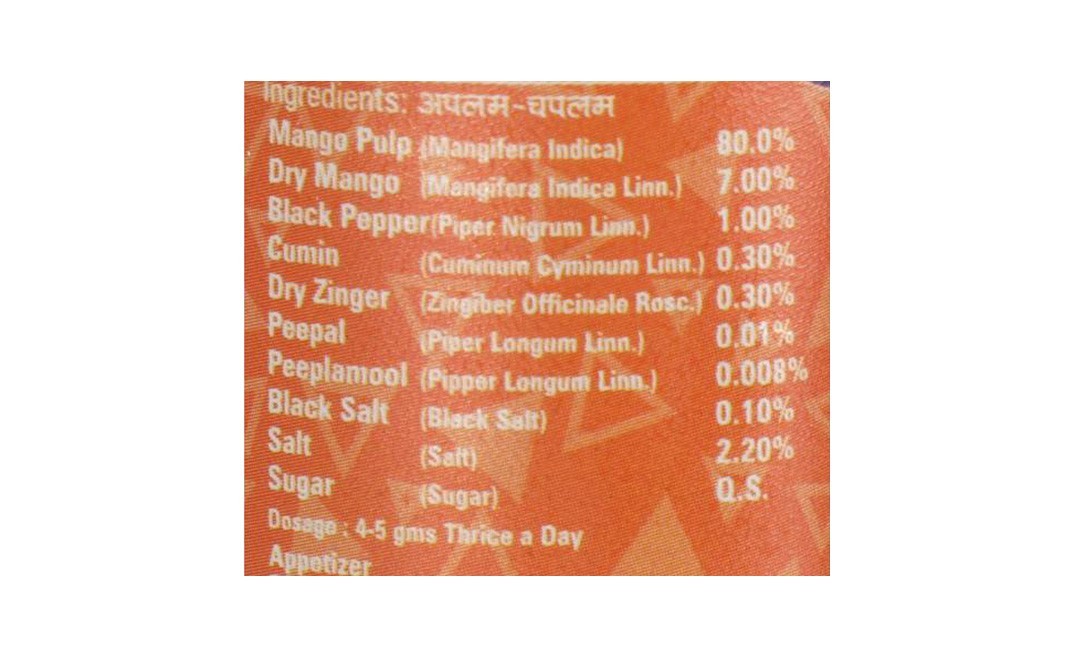 Ingredients: अपलम-चपलम
Mango Pulp (Mangifera Indica) 80.0%
Dry Mango (Mangifera Indica Linn.) 7.00%
Black Pepper (Piper Nigrum Linn.) 1.00%
Cumin (Cuminum Cyminum Linn.) 0.30%
Dry Zinger (Zingiber Officinale Rosc.) 0.30%
Peepal (Piper Longum Linn.) 0.01%
Peeplamool (Pipper Longum Linn.) 0.008%
Black Salt (Black Salt) 0.10%
Salt (Salt) 2.20%
Sugar (Sugar) Q.S.
Dosage : 4-5 gms Thrice a Day
Appetizer